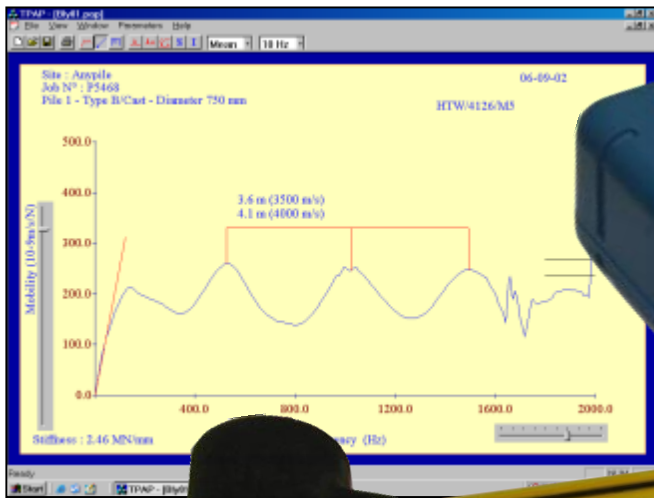 TPAP - [Bly01.pop]
File View Window Parameters Help
Mean 10 Hz
Site : Anypile
Job N° : P5468
Pile 1 - Type B/Cast - Diameter 750 mm
06-09-02
HTW/4126/M5
500.0
400.0
300.0
200.0
100.0
0.0
Mobility (10-9m/s/N)
3.6 m (3500 m/s)
4.1 m (4000 m/s)
400.0 800.0 1200.0 1600.0 2000.0
Stiffness : 2.46 MN/mm
(Hz)
Ready
NUM
Start TPAP - [Bly01